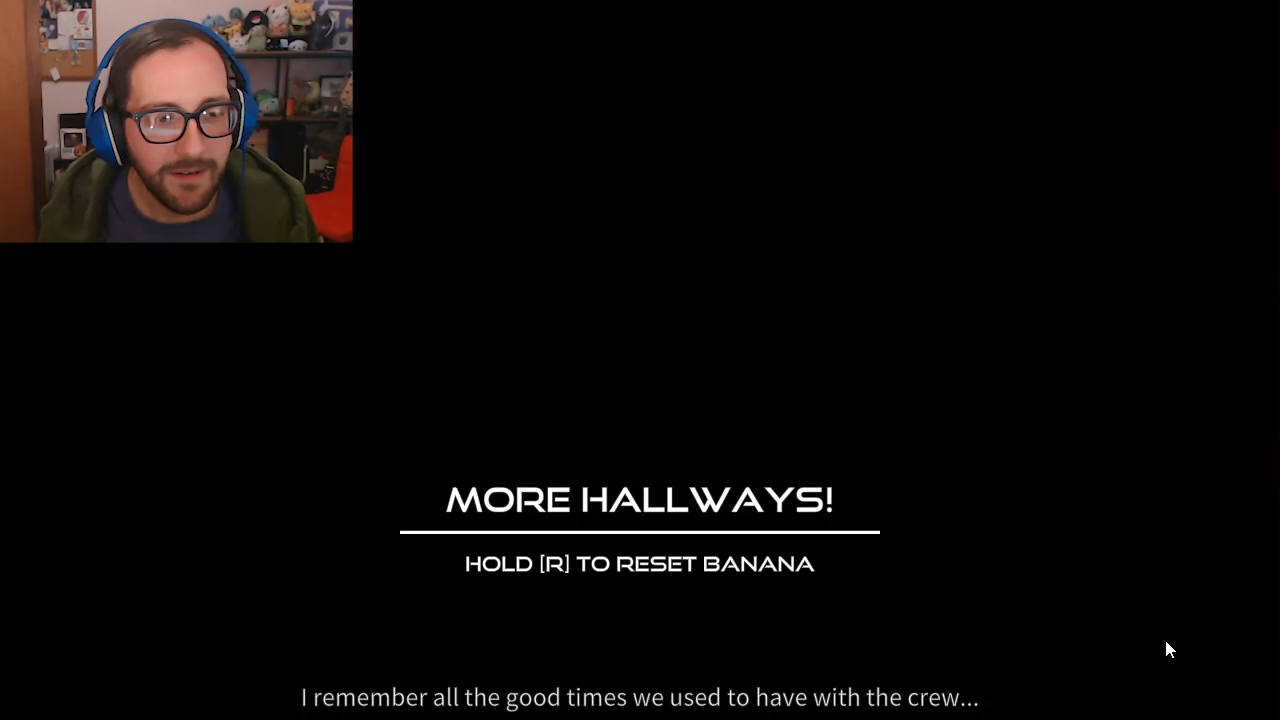 MORE HALLWAYS!
HOLD [R] TO RESET BANANA
I remember all the good times we used to have with the crew...